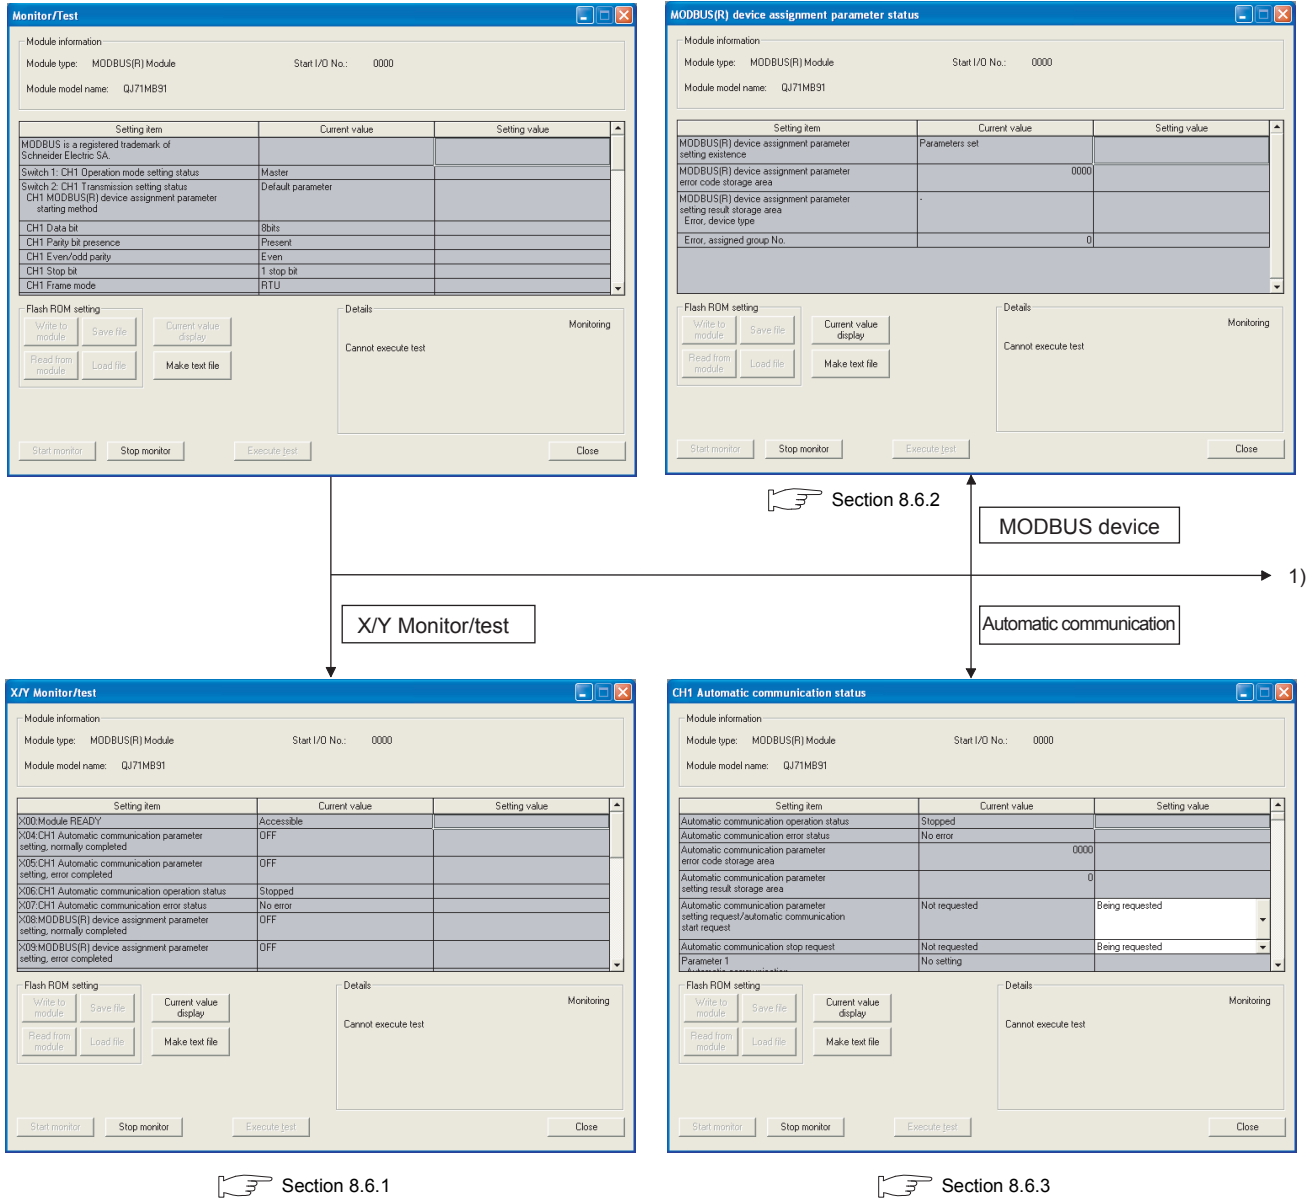 Monitor/Test
Module information
Module type: MODBUS(R) Module Start I/O No.: 0000
Module model name: QJ71MB91
Setting item Current value Setting value
MODBUS is a registered trademark of
Schneider Electric SA.
Switch 1: CH1 Operation mode setting status Master
Switch 2: CH1 Transmission setting status Default parameter
CH1 MODBUS(R) device assignment parameter
starting method
CH1 Data bit 8bits
CH1 Parity bit presence Present
CH1 Even/odd parity Even
CH1 Stop bit 1 stop bit
CH1 Frame mode RTU
Flash ROM setting
Write to
module
Save file
Current value
display
Read from
module
Load file
Make text file
Details
Monitoring
Cannot execute test
Start monitor Stop monitor Execute test Close
MODBUS(R) device assignment parameter status
Module information
Module type: MODBUS(R) Module Start I/O No.: 0000
Module model name: QJ71MB91
Setting item Current value Setting value
MODBUS(R) device assignment parameter Parameters set
setting existence
MODBUS(R) device assignment parameter 0000
error code storage area
MODBUS(R) device assignment parameter -
setting result storage area
Error, device type
Error, assigned group No. 0
Flash ROM setting
Write to
module
Save file
Current value
display
Read from
module
Load file
Make text file
Details
Monitoring
Cannot execute test
Start monitor Stop monitor Execute test Close
Section 8.6.2
MODBUS device
1)
X/Y Monitor/test
Automatic communication
X/Y Monitor/test
Module information
Module type: MODBUS(R) Module Start I/O No.: 0000
Module model name: QJ71MB91
Setting item Current value Setting value
X00:Module READY Accessible
X04:CH1 Automatic communication parameter OFF
setting, normally completed
X05:CH1 Automatic communication parameter OFF
setting, error completed
X06:CH1 Automatic communication operation status Stopped
X07:CH1 Automatic communication error status No error
X08:MODBUS(R) device assignment parameter OFF
setting, normally completed
X09:MODBUS(R) device assignment parameter OFF
setting, error completed
Flash ROM setting
Write to
module
Save file
Current value
display
Read from
module
Load file
Make text file
Details
Monitoring
Cannot execute test
Start monitor Stop monitor Execute test Close
Section 8.6.1
CH1 Automatic communication status
Module information
Module type: MODBUS(R) Module Start I/O No.: 0000
Module model name: QJ71MB91
Setting item Current value Setting value
Automatic communication operation status Stopped
Automatic communication error status No error
Automatic communication parameter 0000
error code storage area
Automatic communication parameter 0
setting result storage area
Automatic communication parameter Not requested Being requested
setting request/automatic communication
start request
Automatic communication stop request Not requested Being requested
Parameter 1 No setting
Automatic communication
Flash ROM setting
Write to
module
Save file
Current value
display
Read from
module
Load file
Make text file
Details
Monitoring
Cannot execute test
Start monitor Stop monitor Execute test Close
Section 8.6.3